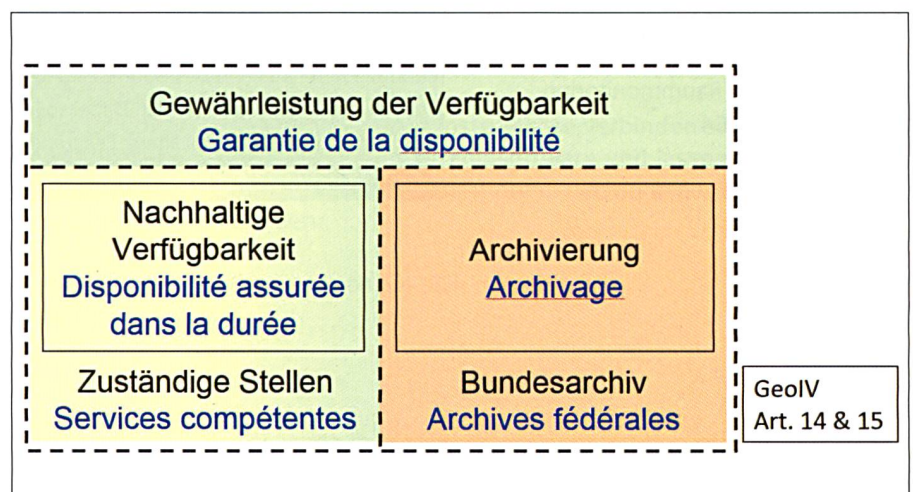 Gewährleistung der Verfügbarkeit
Garantie de la disponibilité
Nachhaltige
Verfügbarkeit
Disponibilité assurée
dans la durée
Zuständige Stellen
Services compétentes
Archivierung
Archivage
Bundesarchiv
Archives fédérales
GeoIV
Art. 14 & 15